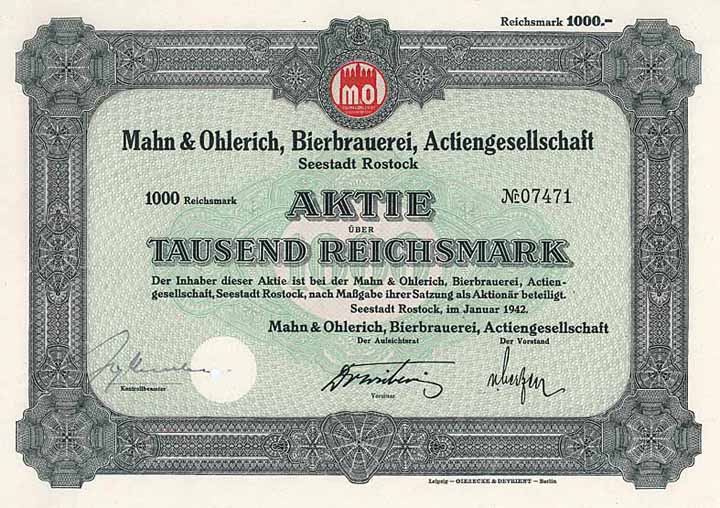 Reichsmark 1000.-
M.O
Mahn & Ohlerich, Bierbrauerei, Actiengesellschaft
Seestadt Rostock
1000 Reichsmark
AKTIE
№ 07471
ÜBER
TAUSEND REICHSMARK
Der Inhaber dieser Aktie ist bei der Mahn & Ohlerich, Bierbrauerei, Actien-
gesellschaft, Seestadt Rostock, nach Maßgabe ihrer Satzung als Aktionär beteiligt.
Seestadt Rostock, im Januar 1942.
Mahn & Ohlerich, Bierbrauerei, Actiengesellschaft
Der Aufsichtsrat Der Vorstand
Kontrollbeamter
Vorsitzer
Leipzig — GIESECKE & DEVRIENT — Berlin